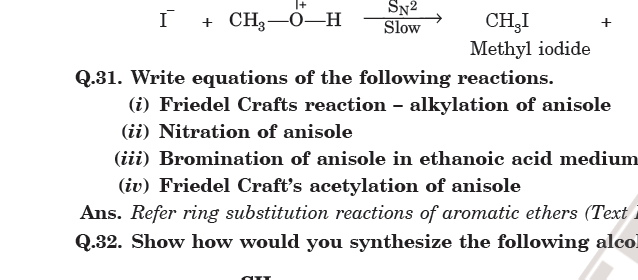 I⁻ + CH₃—O—H S_N2 CH₃I +
Slow
Methyl iodide
Q.31. Write equations of the following reactions.
(i) Friedel Crafts reaction – alkylation of anisole
(ii) Nitration of anisole
(iii) Bromination of anisole in ethanoic acid medium
(iv) Friedel Craft's acetylation of anisole
Ans. Refer ring substitution reactions of aromatic ethers (Text
Q.32. Show how would you synthesize the following